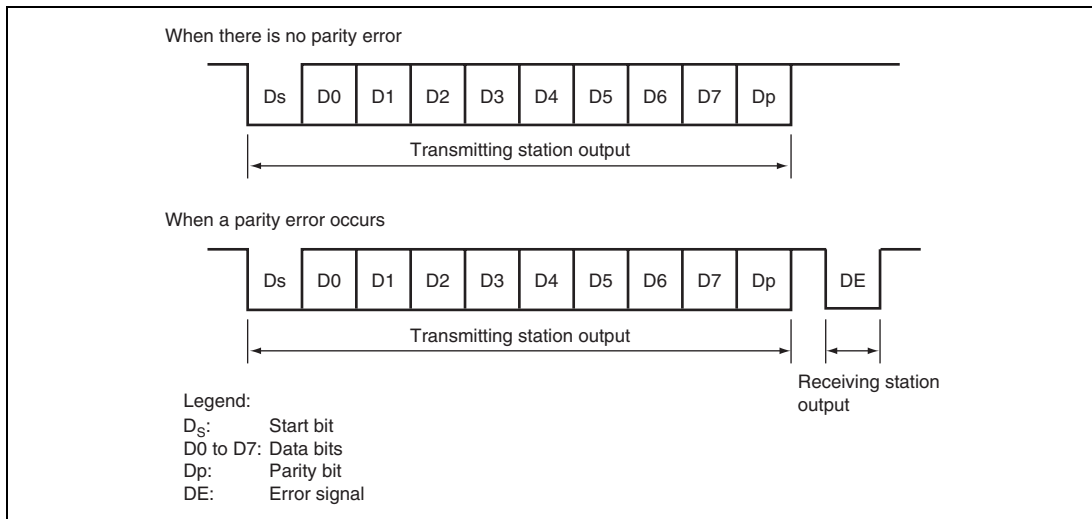 When there is no parity error
Ds D0 D1 D2 D3 D4 D5 D6 D7 Dp
Transmitting station output
When a parity error occurs
Ds D0 D1 D2 D3 D4 D5 D6 D7 Dp DE
Transmitting station output
Receiving station
output
Legend:
DS: Start bit
D0 to D7: Data bits
Dp: Parity bit
DE: Error signal